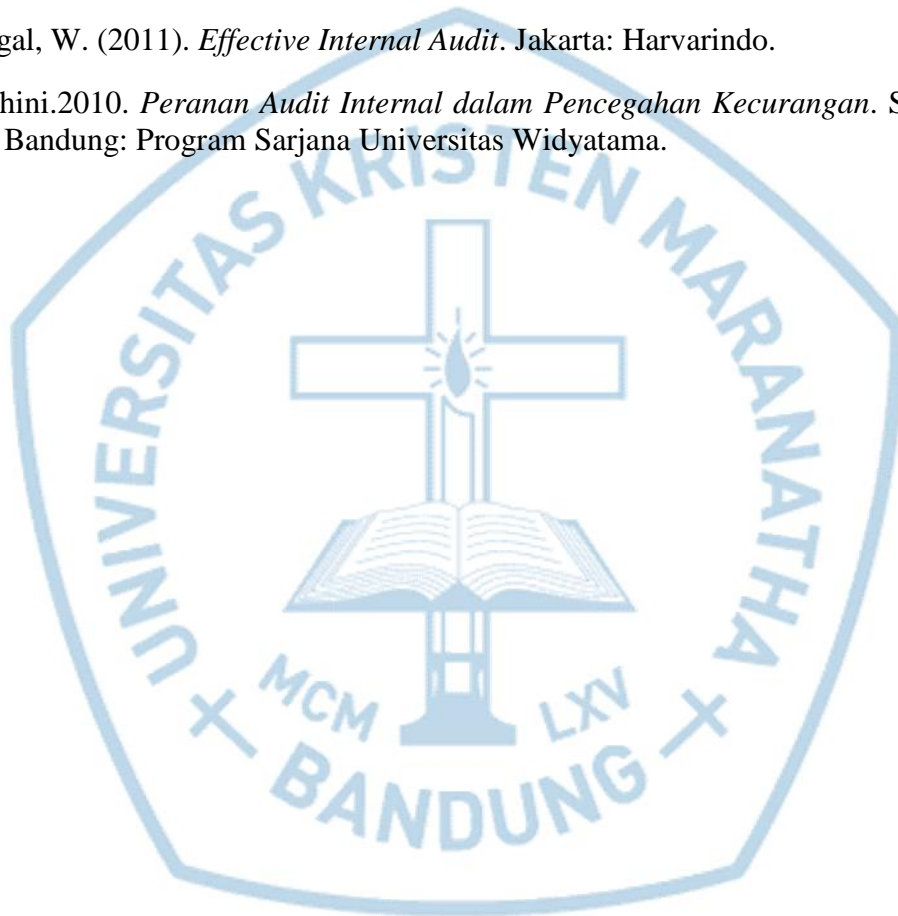 gal, W. (2011). Effective Internal Audit. Jakarta: Harvarindo.
hini.2010. Peranan Audit Internal dalam Pencegahan Kecurangan. S
Bandung: Program Sarjana Universitas Widyatama.
UNIVERSITAS KRISTEN MARANATHA
MCM LXV
BANDUNG